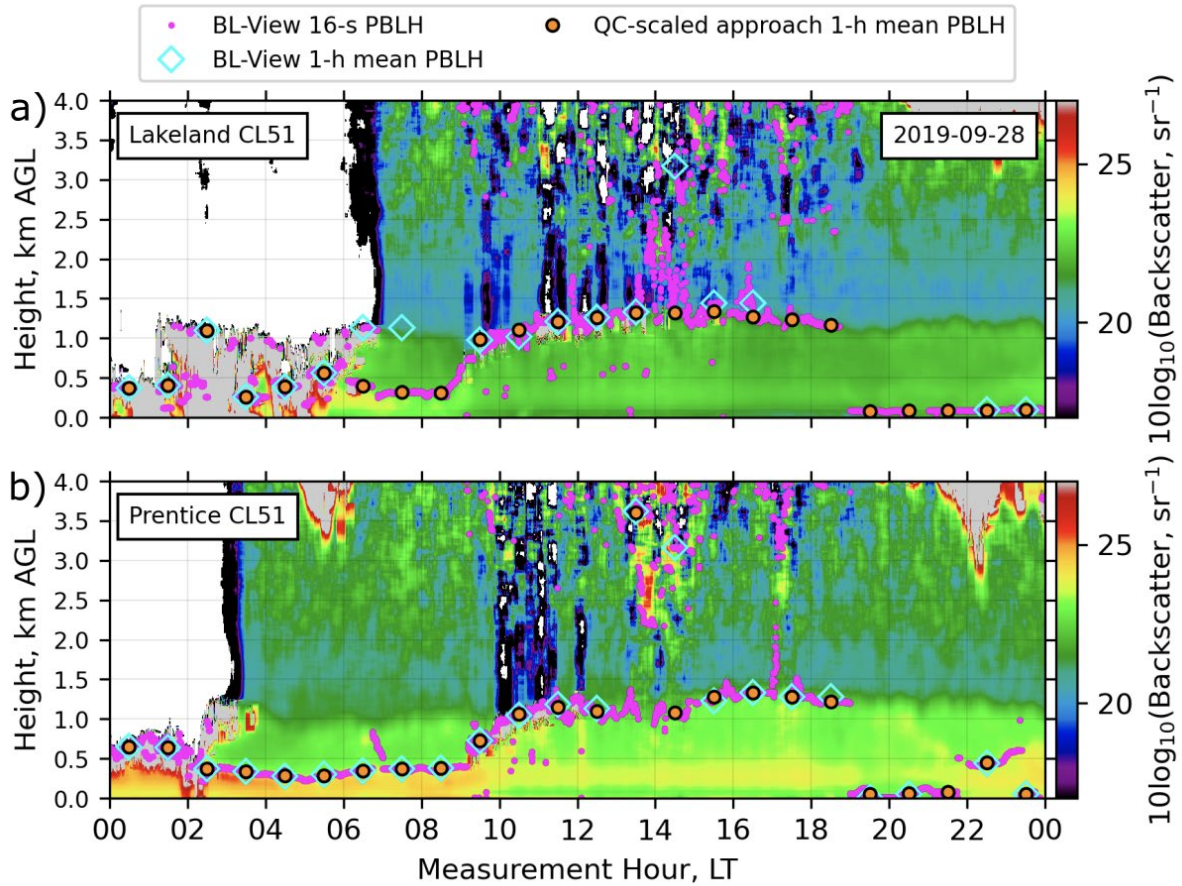 BL-View 16-s PBLH
QC-scaled approach 1-h mean PBLH
BL-View 1-h mean PBLH
a)
Lakeland CL51
2019-09-28
4.0
3.5
3.0
2.5
2.0
1.5
1.0
0.5
0.0
Height, km AGL
25
20
10log₁₀(Backscatter, sr⁻¹)
b)
Prentice CL51
4.0
3.5
3.0
2.5
2.0
1.5
1.0
0.5
0.0
Height, km AGL
25
20
10log₁₀(Backscatter, sr⁻¹)
00 02 04 06 08 10 12 14 16 18 20 22 00
Measurement Hour, LT